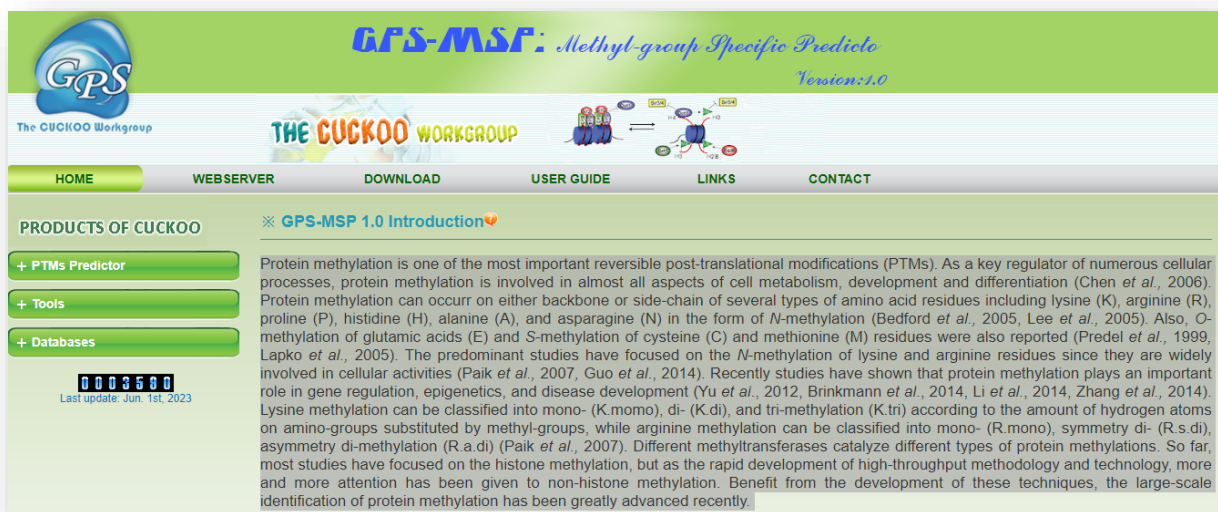 GPS
The CUCKOO Workgroup
GPS-MSP: Methyl-group Specific Predicto
Version:1.0
THE CUCKOO WORKGROUP
HOME WEBSERVER DOWNLOAD USER GUIDE LINKS CONTACT
PRODUCTS OF CUCKOO
+ PTMs Predictor
+ Tools
+ Databases
0003580
Last update: Jun. 1st, 2023
※ GPS-MSP 1.0 Introduction
Protein methylation is one of the most important reversible post-translational modifications (PTMs). As a key regulator of numerous cellular
processes, protein methylation is involved in almost all aspects of cell metabolism, development and differentiation (Chen et al., 2006).
Protein methylation can occurr on either backbone or side-chain of several types of amino acid residues including lysine (K), arginine (R),
proline (P), histidine (H), alanine (A), and asparagine (N) in the form of N-methylation (Bedford et al., 2005, Lee et al., 2005). Also, O-
methylation of glutamic acids (E) and S-methylation of cysteine (C) and methionine (M) residues were also reported (Predel et al., 1999,
Lapko et al., 2005). The predominant studies have focused on the N-methylation of lysine and arginine residues since they are widely
involved in cellular activities (Paik et al., 2007, Guo et al., 2014). Recently studies have shown that protein methylation plays an important
role in gene regulation, epigenetics, and disease development (Yu et al., 2012, Brinkmann et al., 2014, Li et al., 2014, Zhang et al., 2014).
Lysine methylation can be classified into mono- (K.momo), di- (K.di), and tri-methylation (K.tri) according to the amount of hydrogen atoms
on amino-groups substituted by methyl-groups, while arginine methylation can be classified into mono- (R.mono), symmetry di- (R.s.di),
asymmetry di-methylation (R.a.di) (Paik et al., 2007). Different methyltransferases catalyze different types of protein methylations. So far,
most studies have focused on the histone methylation, but as the rapid development of high-throughput methodology and technology, more
and more attention has been given to non-histone methylation. Benefit from the development of these techniques, the large-scale
identification of protein methylation has been greatly advanced recently.